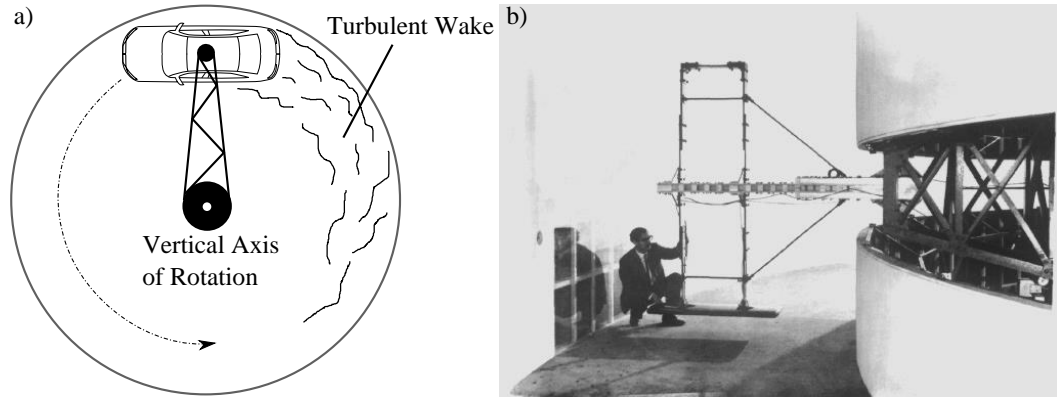 a)
Turbulent Wake
Vertical Axis
of Rotation
b)